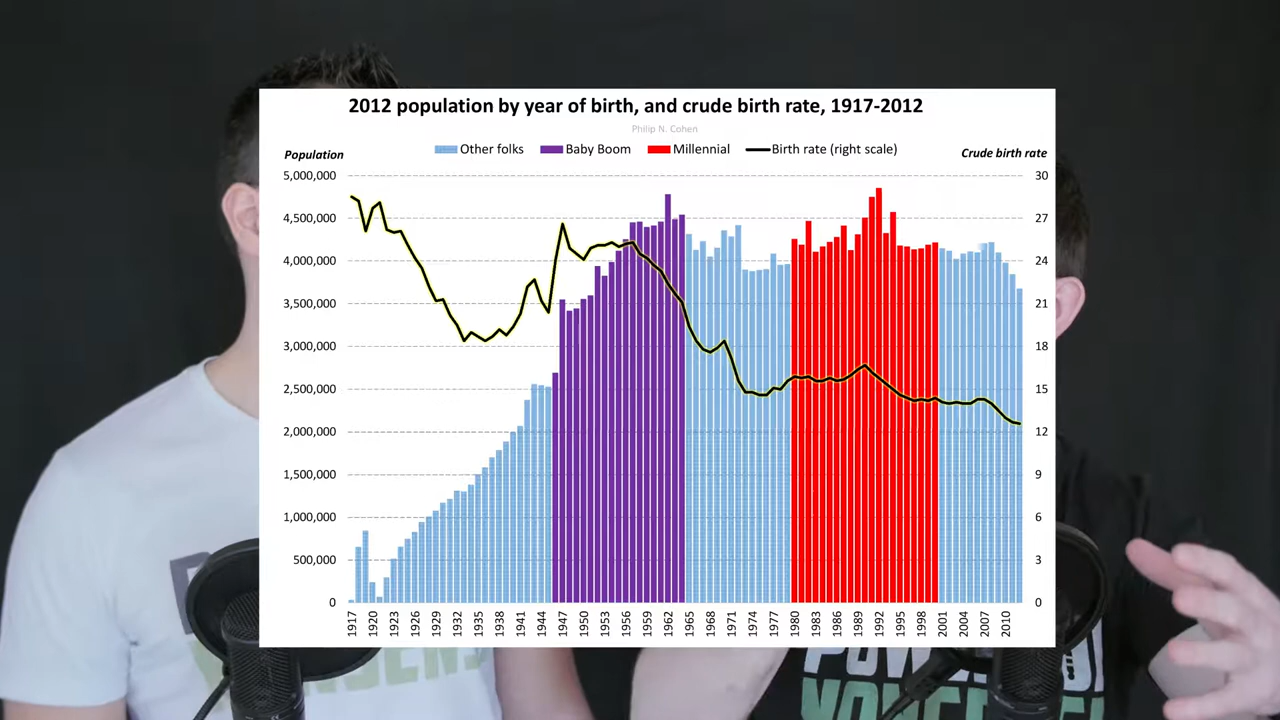 2012 population by year of birth, and crude birth rate, 1917-2012
Philip N. Cohen
Other folks Baby Boom Millennial Birth rate (right scale)
Population Crude birth rate
5,000,000 30
4,500,000 27
4,000,000 24
3,500,000 21
3,000,000 18
2,500,000 15
2,000,000 12
1,500,000 9
1,000,000 6
500,000 3
0 0
1917 1920 1923 1926 1929 1932 1935 1938 1941 1944 1947 1950 1953 1956 1959 1962 1965 1968 1971 1974 1977 1980 1983 1986 1989 1992 1995 1998 2001 2004 2007 2010